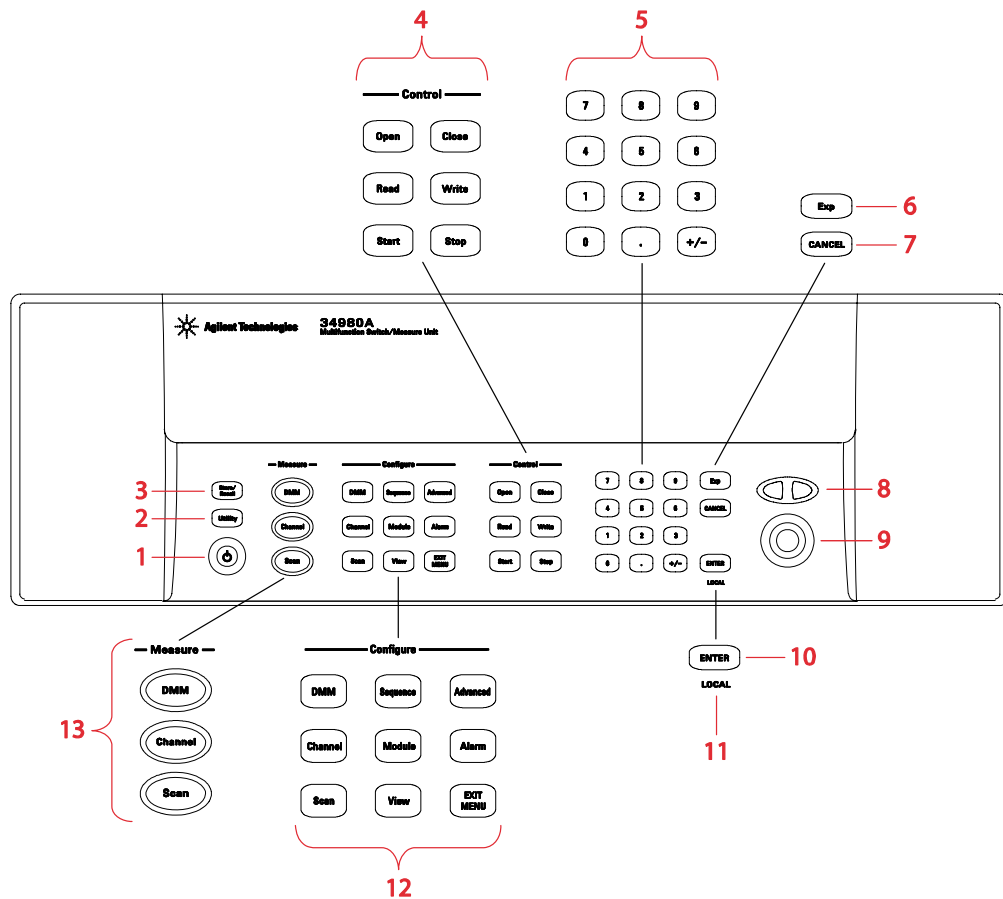 4
5
Control
Open Close
Read Write
Start Stop
7 8 9
4 5 6
1 2 3
0 . +/−
Exp
6
CANCEL
7
Agilent Technologies
34980A
Multifunction Switch/Measure Unit
3
Store/
Recall
2
Utility
1
Measure
DMM
Channel
Scan
Configure
DMM Sequence Advanced
Channel Module Alarm
Scan View EXIT
MENU
Control
Open Close
Read Write
Start Stop
7 8 9 Exp
4 5 6 CANCEL
1 2 3
0 . +/− ENTER
LOCAL
8
9
13
Measure
DMM
Channel
Scan
Configure
DMM Sequence Advanced
Channel Module Alarm
Scan View EXIT
MENU
12
ENTER
10
LOCAL
11